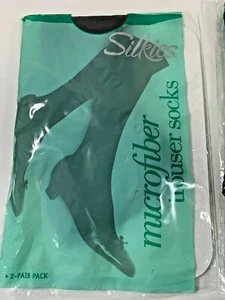 Silkies
microfiber
trouser socks
• 2-PAIR PACK